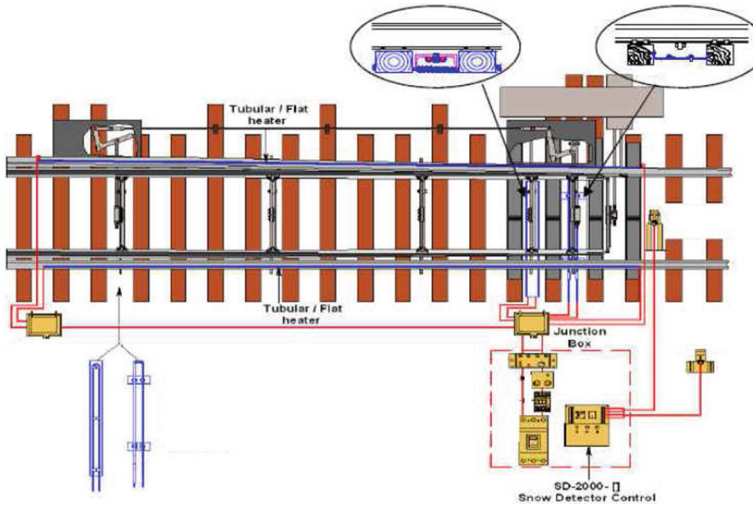 Tubular / Flat
heater
Tubular / Flat
heater
Junction
Box
SD-2000-▯
Snow Detector Control